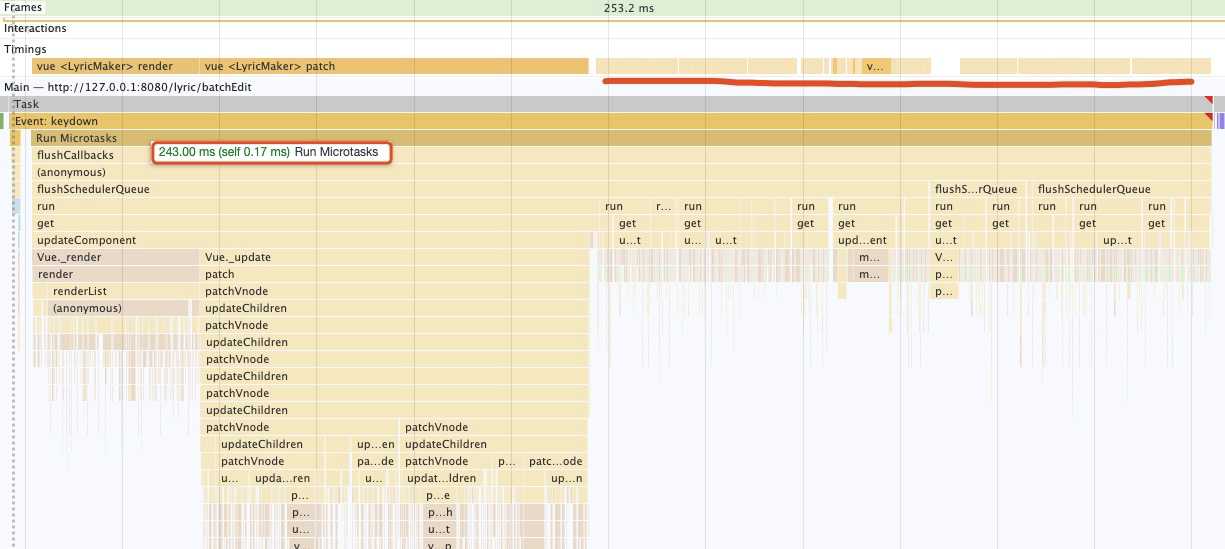 Frames
253.2 ms
Interactions
Timings
vue <LyricMaker> render vue <LyricMaker> patch v…
Main — http://127.0.0.1:8080/lyric/batchEdit
Task
Event: keydown
Run Microtasks
flushCallbacks 243.00 ms (self 0.17 ms) Run Microtasks
(anonymous)
flushSchedulerQueue flushS…rQueue flushSchedulerQueue
run run r… run run run run run run run run
get get get get get get get get get
updateComponent u…t u… u…t upd…ent u…t up…t
Vue._render Vue._update m… V…
render patch m… p…
renderList patchVnode p…
(anonymous) updateChildren
patchVnode
updateChildren
patchVnode
updateChildren
patchVnode
updateChildren
patchVnode patchVnode
updateChildren up…en updateChildren
patchVnode pa…de patchVnode p… patc…ode
u… upda…ren u… updat…ldren up…n
p… p…e
p… p…h
u… u…t
v… v…p